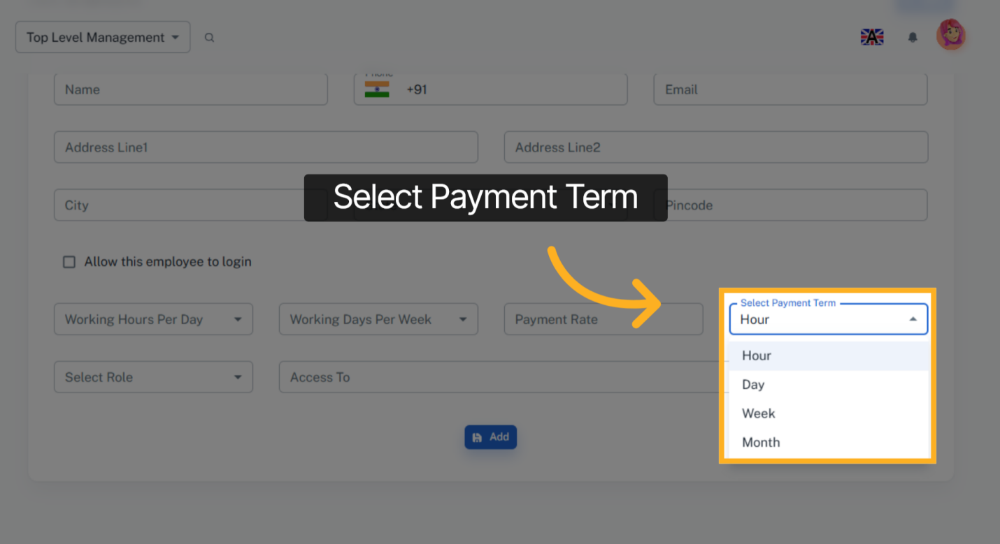 Top Level Management
Name
Phone
+91
Email
Address Line1
Address Line2
City
Select Payment Term
Pincode
Allow this employee to login
Working Hours Per Day
Working Days Per Week
Payment Rate
Select Payment Term
Hour
Hour
Day
Week
Month
Select Role
Access To
Add